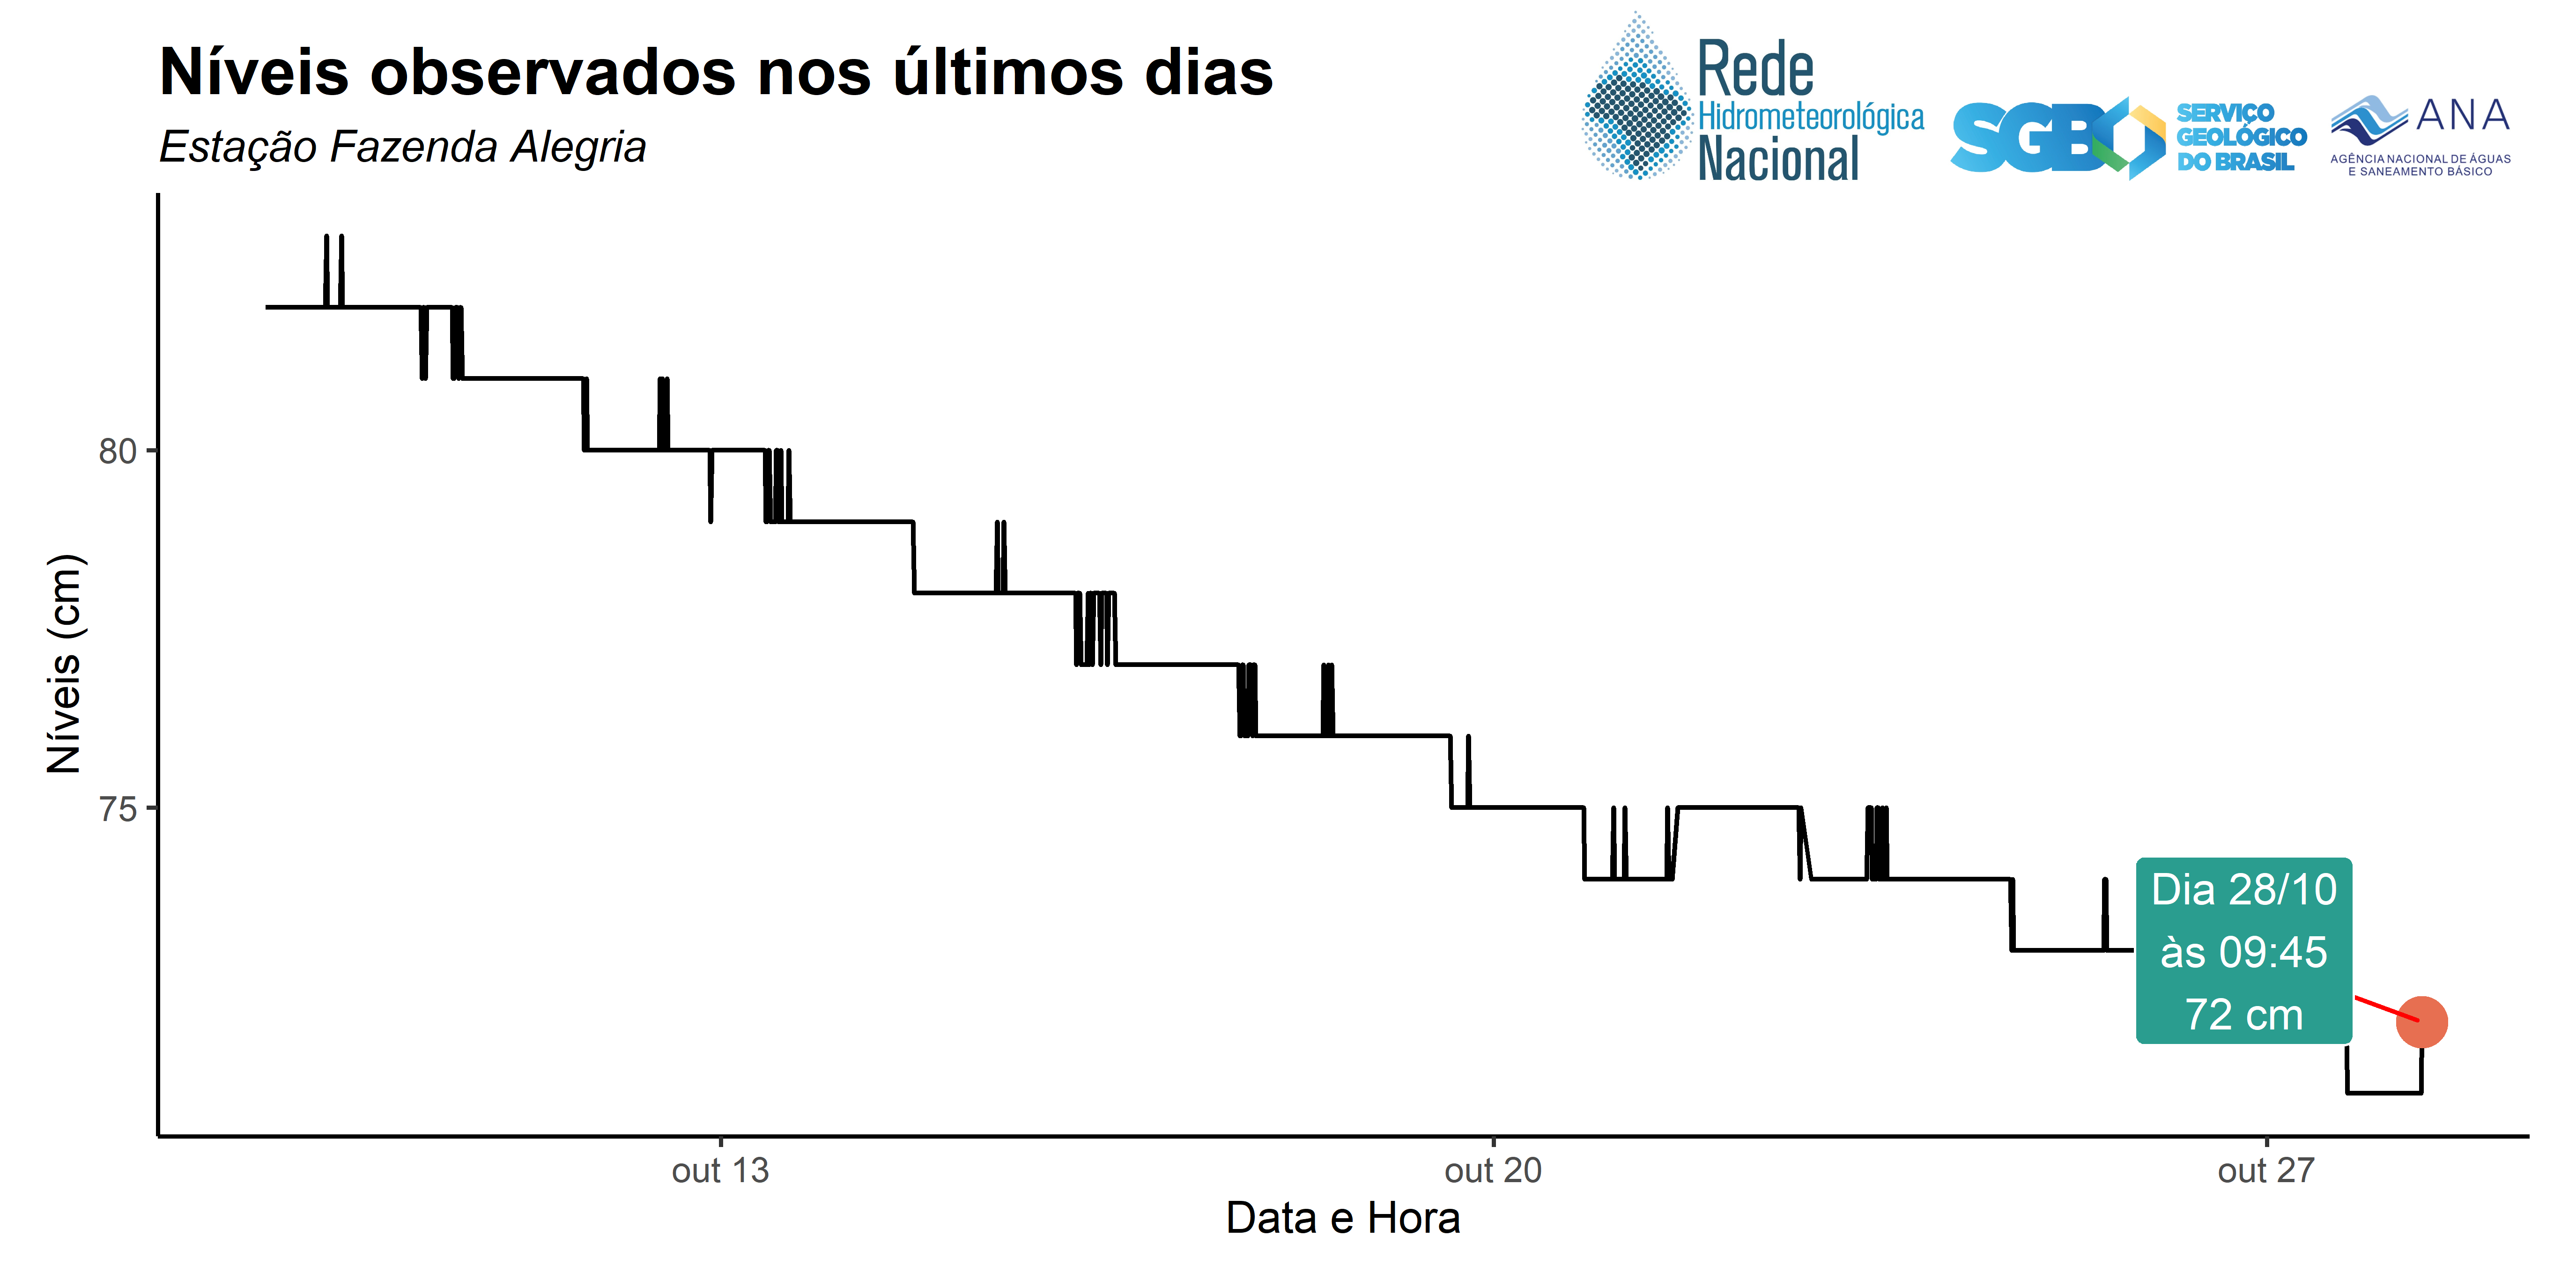 Níveis observados nos últimos dias
Estação Fazenda Alegria
Rede
Hidrometeorológica
Nacional
SGB
SERVIÇO
GEOLÓGICO
DO BRASIL
ANA
AGÊNCIA NACIONAL DE ÁGUAS
E SANEAMENTO BÁSICO
Níveis (cm)
80
75
Dia 28/10
às 09:45
72 cm
out 13
out 20
out 27
Data e Hora